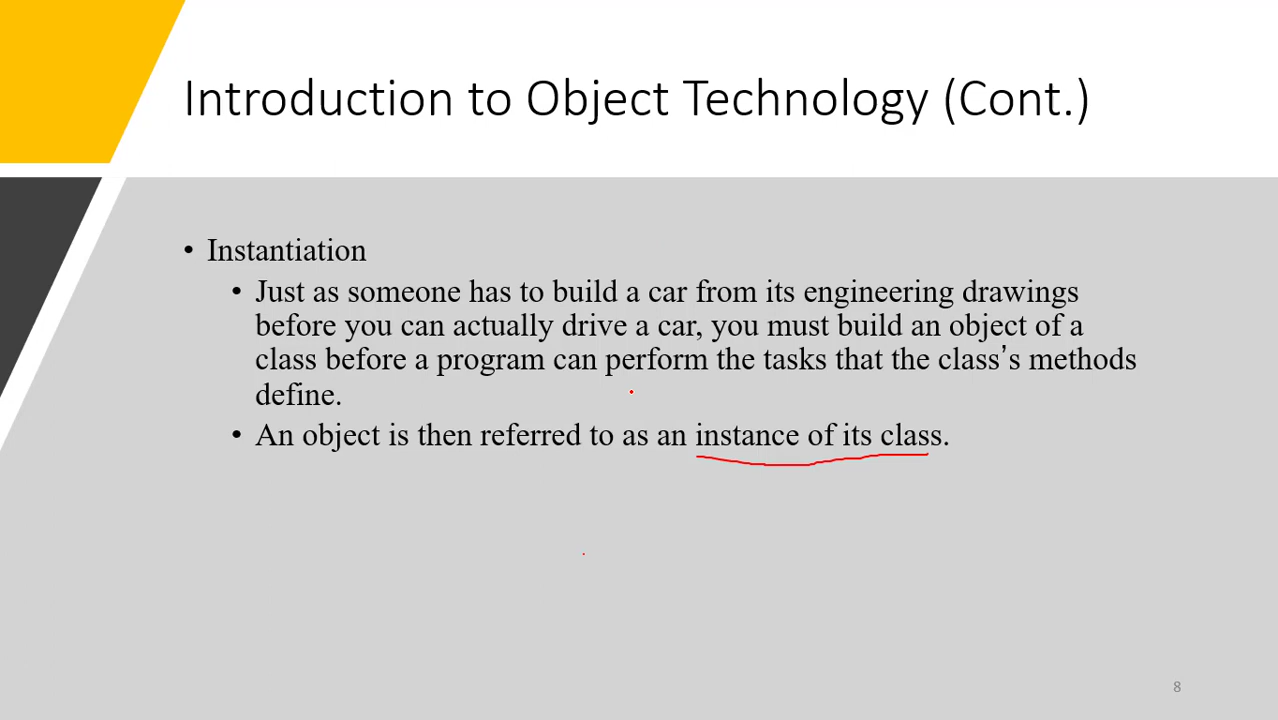 Introduction to Object Technology (Cont.)
• Instantiation
• Just as someone has to build a car from its engineering drawings
before you can actually drive a car, you must build an object of a
class before a program can perform the tasks that the class’s methods
define.
• An object is then referred to as an instance of its class.
8